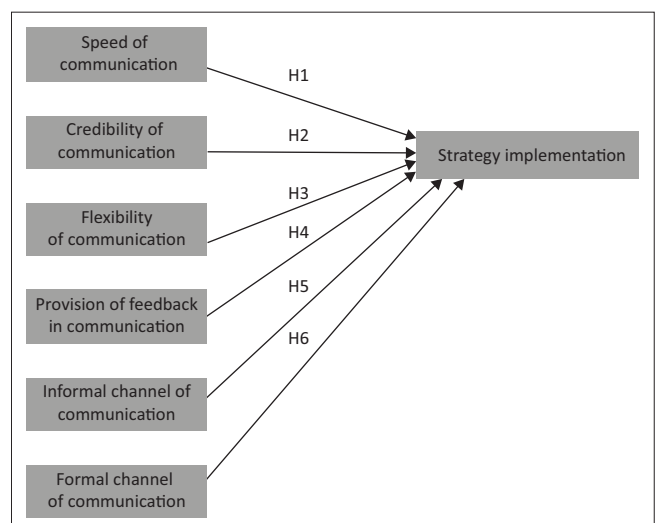 Speed of
communication
H1
Credibility of
communication
H2
Strategy implementation
Flexibility
of communication
H3
H4
Provision of feedback
in communication
H5
H6
Informal channel of
communication
Formal channel
of communication